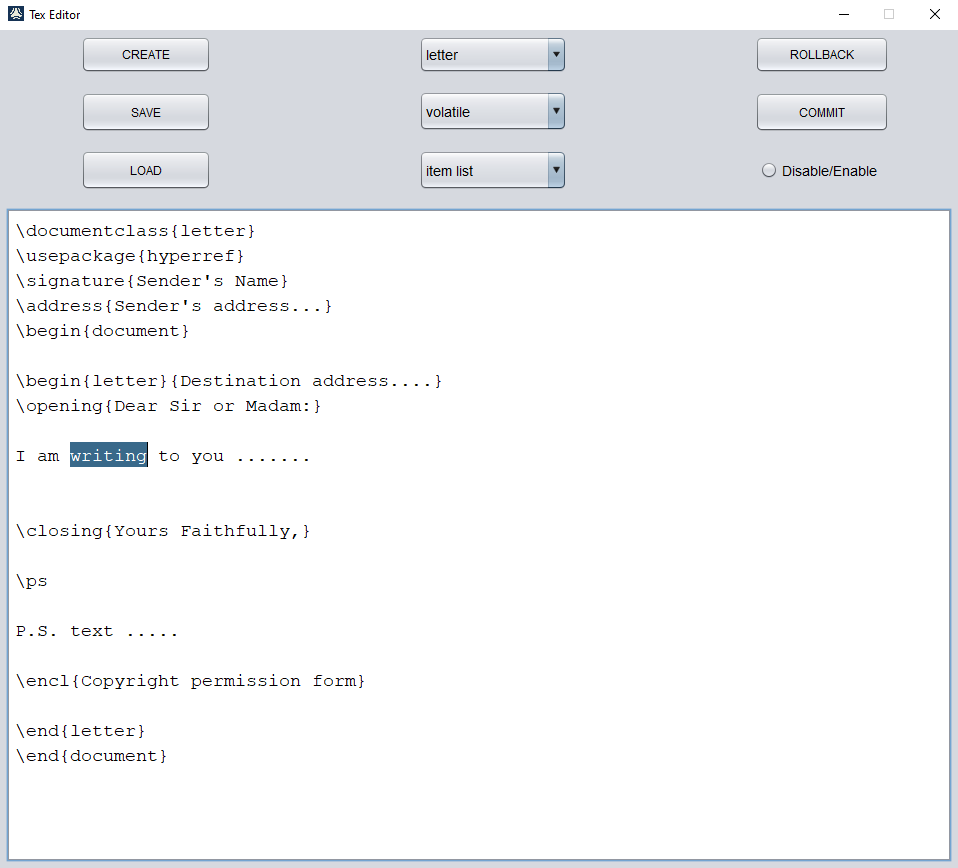 Tex Editor
CREATE
letter
ROLLBACK
SAVE
volatile
COMMIT
LOAD
item list
Disable/Enable
\documentclass{letter}
\usepackage{hyperref}
\signature{Sender's Name}
\address{Sender's address...}
\begin{document}
\begin{letter}{Destination address....}
\opening{Dear Sir or Madam:}
I am writing to you .......
\closing{Yours Faithfully,}
\ps
P.S. text .....
\encl{Copyright permission form}
\end{letter}
\end{document}